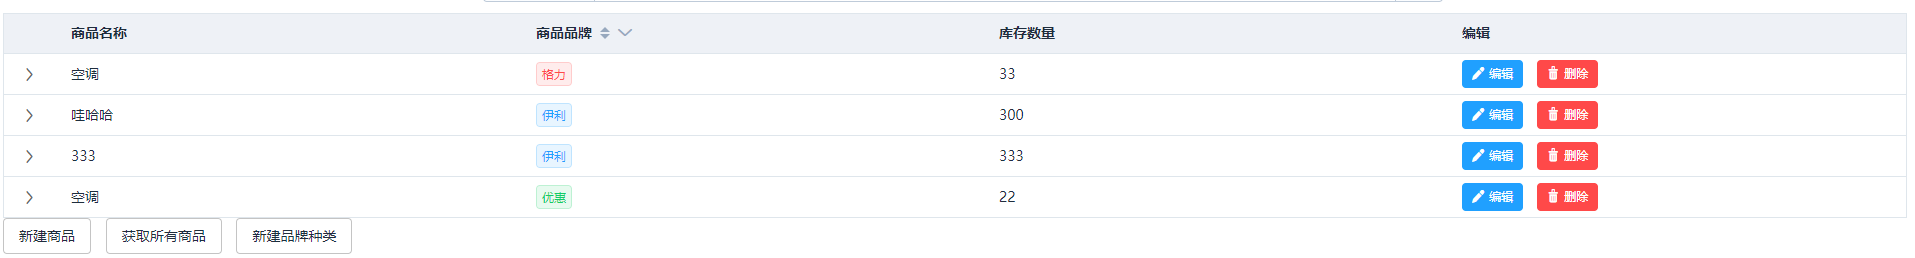 商品名称 商品品牌 库存数量 编辑
空调 格力 33 编辑 删除
哇哈哈 伊利 300 编辑 删除
333 伊利 333 编辑 删除
空调 优惠 22 编辑 删除
新建商品 获取所有商品 新建品牌种类